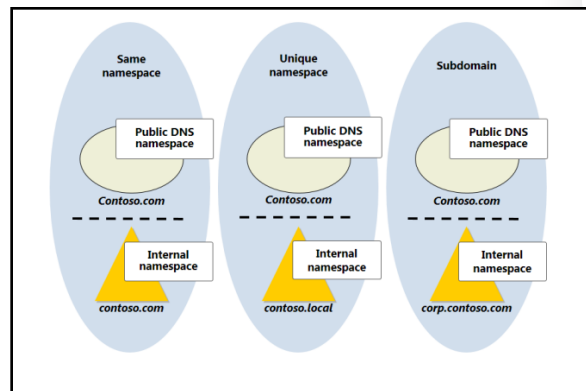 Same
namespace
Public DNS
namespace
Contoso.com
Internal
namespace
contoso.com
Unique
namespace
Public DNS
namespace
Contoso.com
Internal
namespace
contoso.local
Subdomain
Public DNS
namespace
Contoso.com
Internal
namespace
corp.contoso.com